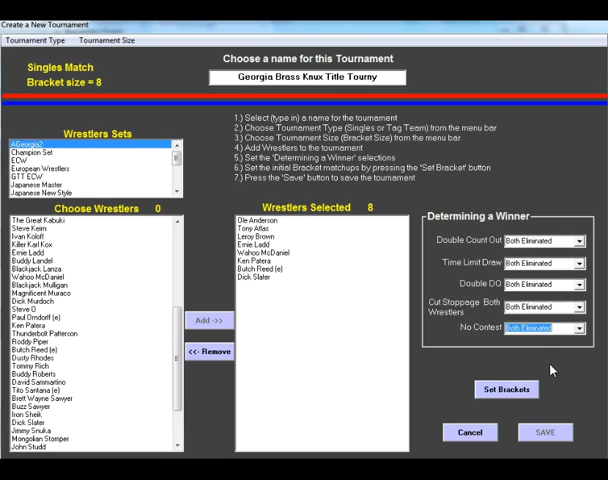 Create a New Tournament
Tournament Type Tournament Size
Singles Match
Bracket size = 8
Choose a name for this Tournament
Georgia Brass Knux Title Tourny
1.) Select (type in) a name for the tournament
2.) Choose Tournament Type (Singles or Tag Team) from the menu bar
3.) Choose Tournament Size (Bracket Size) from the menu bar
4.) Add Wrestlers to the tournament
5.) Set the 'Determining a Winner' selections
6.) Set the initial Bracket matchups by pressing the 'Set Bracket' button
7.) Press the 'Save' button to save the tournament
Wrestlers Sets
AGeorgia2
Champion Set
ECW
European Wrestlers
GTT ECW
Japanese Master
Japanese New Style
Choose Wrestlers 0
The Great Kabuki
Steve Keirn
Ivan Koloff
Killer Karl Kox
Ernie Ladd
Buddy Landel
Blackjack Lanza
Wahoo McDaniel
Blackjack Mulligan
Magnificent Muraco
Dick Murdoch
Steve O
Paul Orndorff (e)
Ken Patera
Thunderbolt Patterson
Roddy Piper
Butch Reed (e)
Dusty Rhodes
Tommy Rich
Buddy Roberts
David Sammartino
Tito Santana (e)
Brett Wayne Sawyer
Buzz Sawyer
Iron Sheik
Dick Slater
Jimmy Snuka
Mongolian Stomper
John Studd
Add ->>
<<- Remove
Wrestlers Selected 8
Ole Anderson
Tony Atlas
Leroy Brown
Ernie Ladd
Wahoo McDaniel
Ken Patera
Butch Reed (e)
Dick Slater
Determining a Winner
Double Count Out Both Eliminated
Time Limit Draw Both Eliminated
Double DQ Both Eliminated
Cut Stoppage Both Wrestlers Both Eliminated
No Contest Both Eliminated
Set Brackets
Cancel SAVE